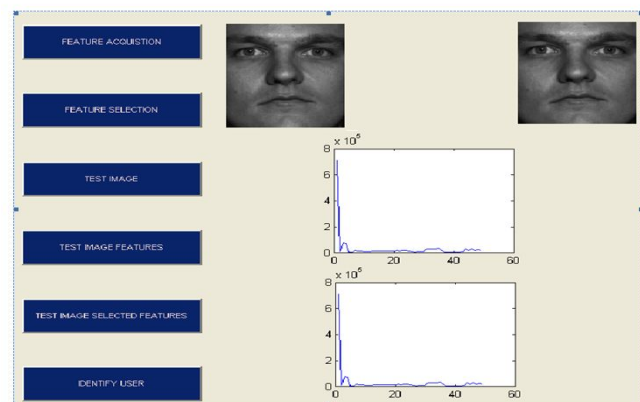 FEATURE ACQUISTION
FEATURE SELECTION
TEST IMAGE
TEST IMAGE FEATURES
TEST IMAGE SELECTED FEATURES
IDENTIFY USER
8 x 10^5
6
4
2
0
0 20 40 60
8 x 10^5
6
4
2
0
0 20 40 60